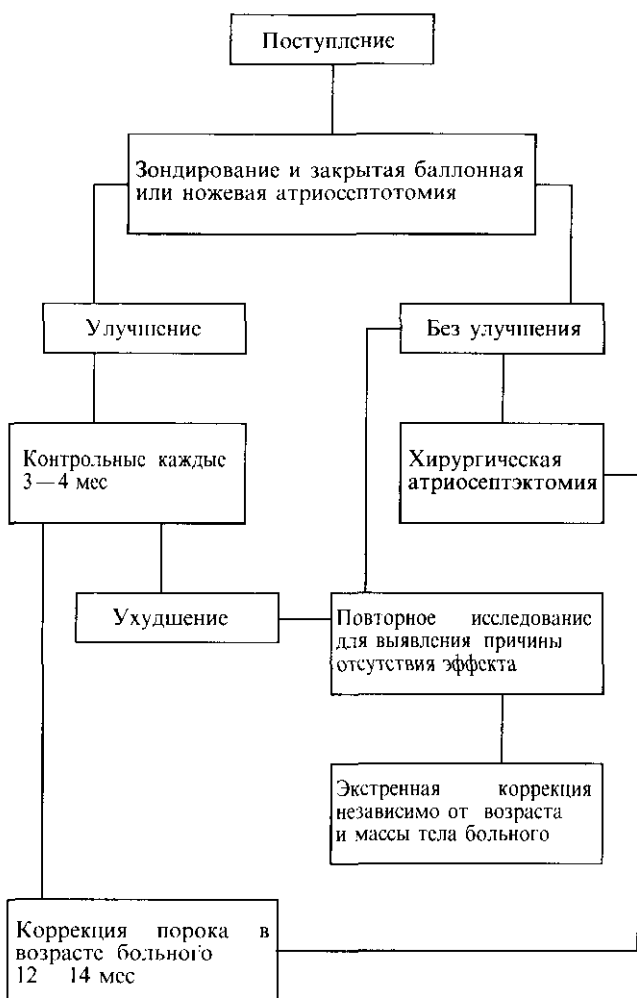 Поступление
Зондирование и закрытая баллонная
или ножевая атриосептотомия
Улучшение
Без улучшения
Контрольные каждые
3—4 мес
Хирургическая
атриосептэктомия
Ухудшение
Повторное исследование
для выявления причины
отсутствия эффекта
Экстренная коррекция
независимо от возраста
и массы тела больного
Коррекция порока в
возрасте больного
12 14 мес